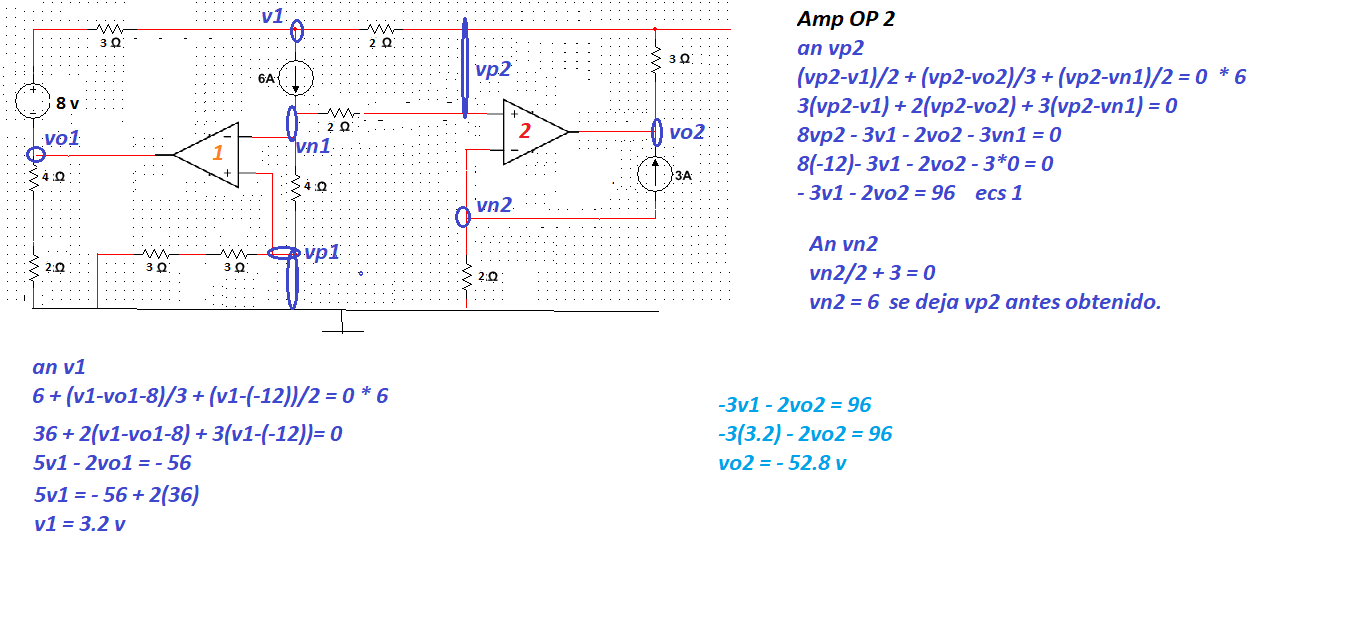 v1
3 Ω
2 Ω
6A
vp2
3 Ω
8 v
+
−
2 Ω
+
2
−
vo2
vo1
−
1
+
vn1
3A
4 Ω
4 Ω
vn2
vp1
2 Ω
3 Ω
3 Ω
2 Ω
Amp OP 2
an vp2
(vp2-v1)/2 + (vp2-vo2)/3 + (vp2-vn1)/2 = 0 * 6
3(vp2-v1) + 2(vp2-vo2) + 3(vp2-vn1) = 0
8vp2 - 3v1 - 2vo2 - 3vn1 = 0
8(-12)- 3v1 - 2vo2 - 3*0 = 0
- 3v1 - 2vo2 = 96 ecs 1
An vn2
vn2/2 + 3 = 0
vn2 = 6 se deja vp2 antes obtenido.
an v1
6 + (v1-vo1-8)/3 + (v1-(-12))/2 = 0 * 6
36 + 2(v1-vo1-8) + 3(v1-(-12))= 0
5v1 - 2vo1 = - 56
5v1 = - 56 + 2(36)
v1 = 3.2 v
-3v1 - 2vo2 = 96
-3(3.2) - 2vo2 = 96
vo2 = - 52.8 v